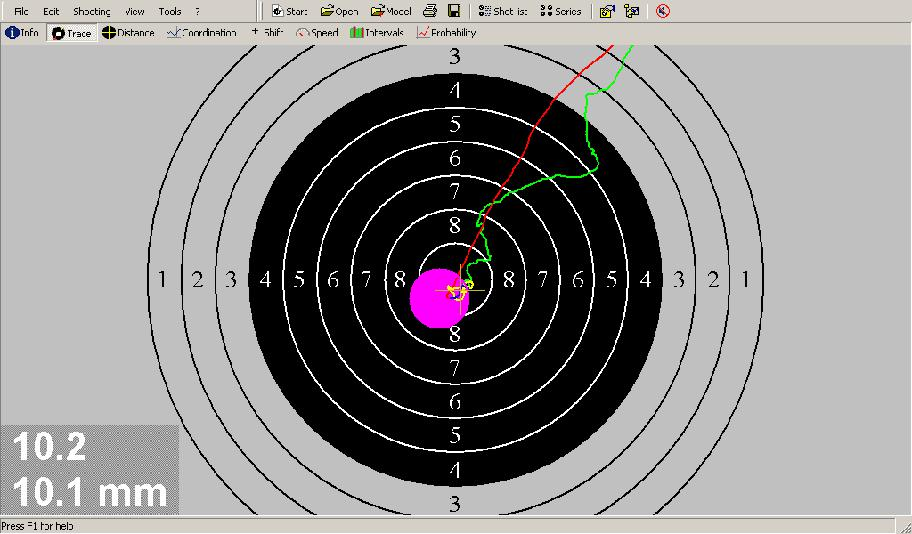 File Edit Shooting View Tools ? Start Open Model Shot list Series
Info Trace Distance Coordination Shift Speed Intervals Probability
3
4
5
6
7
8
1 2 3 4 5 6 7 8 8 7 6 5 4 3 2 1
8
7
6
5
4
3
10.2
10.1 mm
Press F1 for help